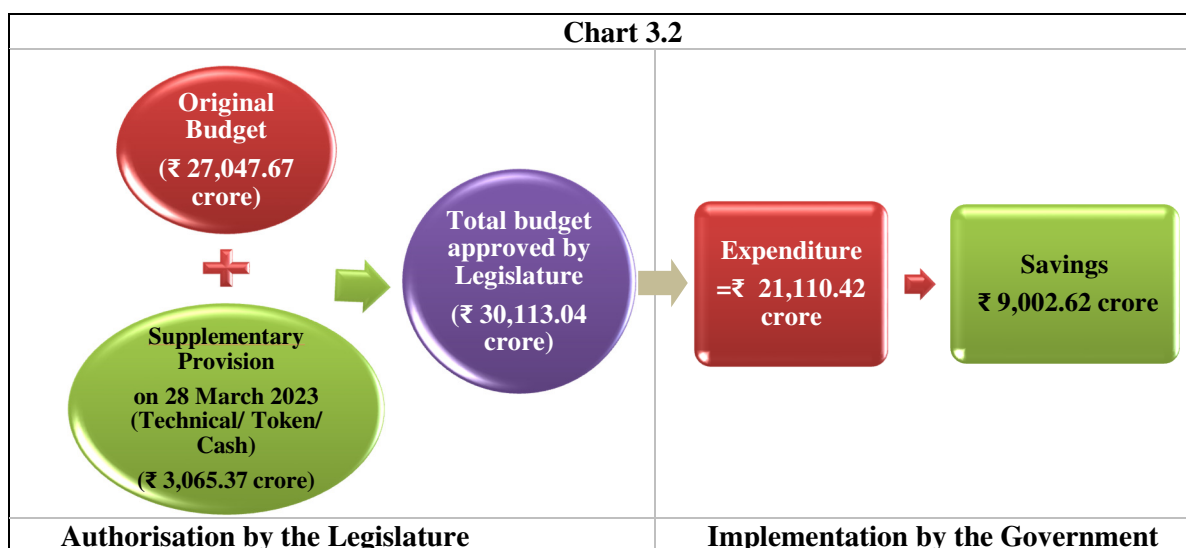 Chart 3.2
Original
Budget
(₹ 27,047.67
crore)
Supplementary
Provision
on 28 March 2023
(Technical/ Token/
Cash)
(₹ 3,065.37 crore)
Total budget
approved by
Legislature
(₹ 30,113.04
crore)
Expenditure
=₹ 21,110.42
crore
Savings
₹ 9,002.62 crore
Authorisation by the Legislature
Implementation by the Government